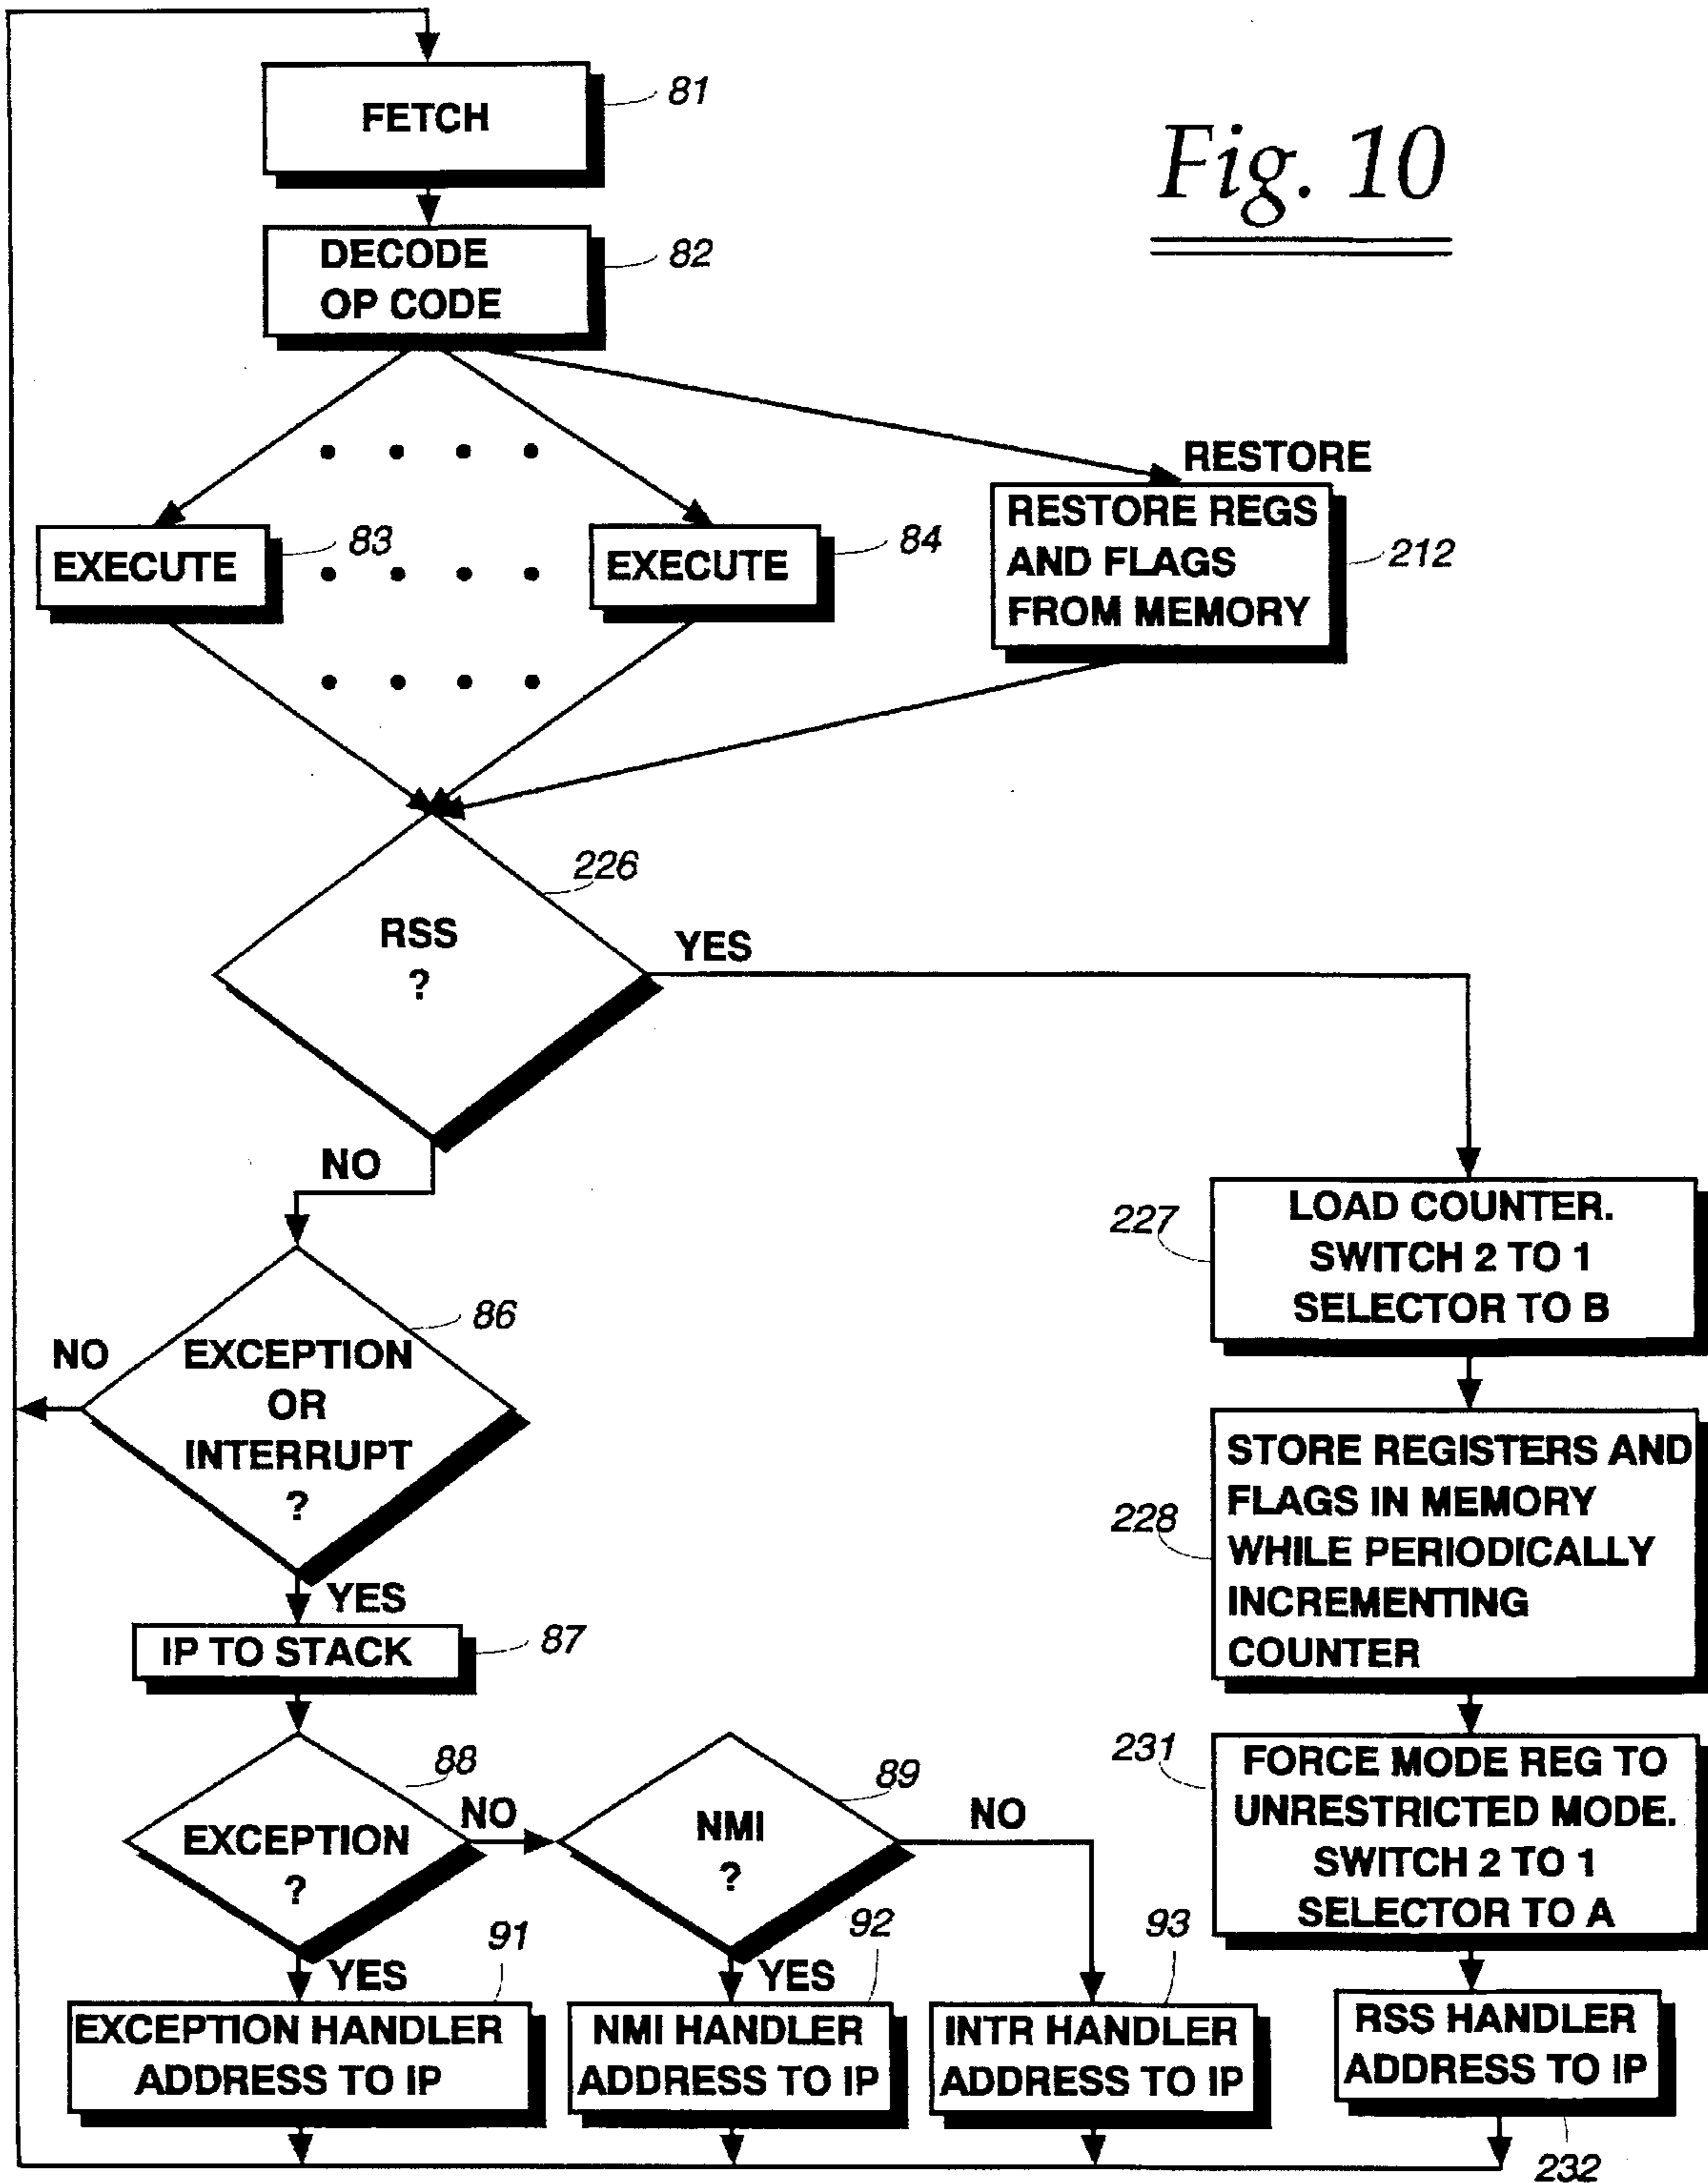 FETCH
81
Fig. 10
DECODE
OP CODE
82
RESTORE
EXECUTE
83
EXECUTE
84
RESTORE REGS
AND FLAGS
FROM MEMORY
212
RSS
?
226
YES
NO
227
LOAD COUNTER.
SWITCH 2 TO 1
SELECTOR TO B
NO
EXCEPTION
OR
INTERRUPT
?
86
228
STORE REGISTERS AND
FLAGS IN MEMORY
WHILE PERIODICALLY
INCREMENTING
COUNTER
YES
IP TO STACK
87
EXCEPTION
?
88
NO
NMI
?
89
NO
231
FORCE MODE REG TO
UNRESTRICTED MODE.
SWITCH 2 TO 1
SELECTOR TO A
YES
91
YES
92
93
EXCEPTION HANDLER
ADDRESS TO IP
NMI HANDLER
ADDRESS TO IP
INTR HANDLER
ADDRESS TO IP
RSS HANDLER
ADDRESS TO IP
232